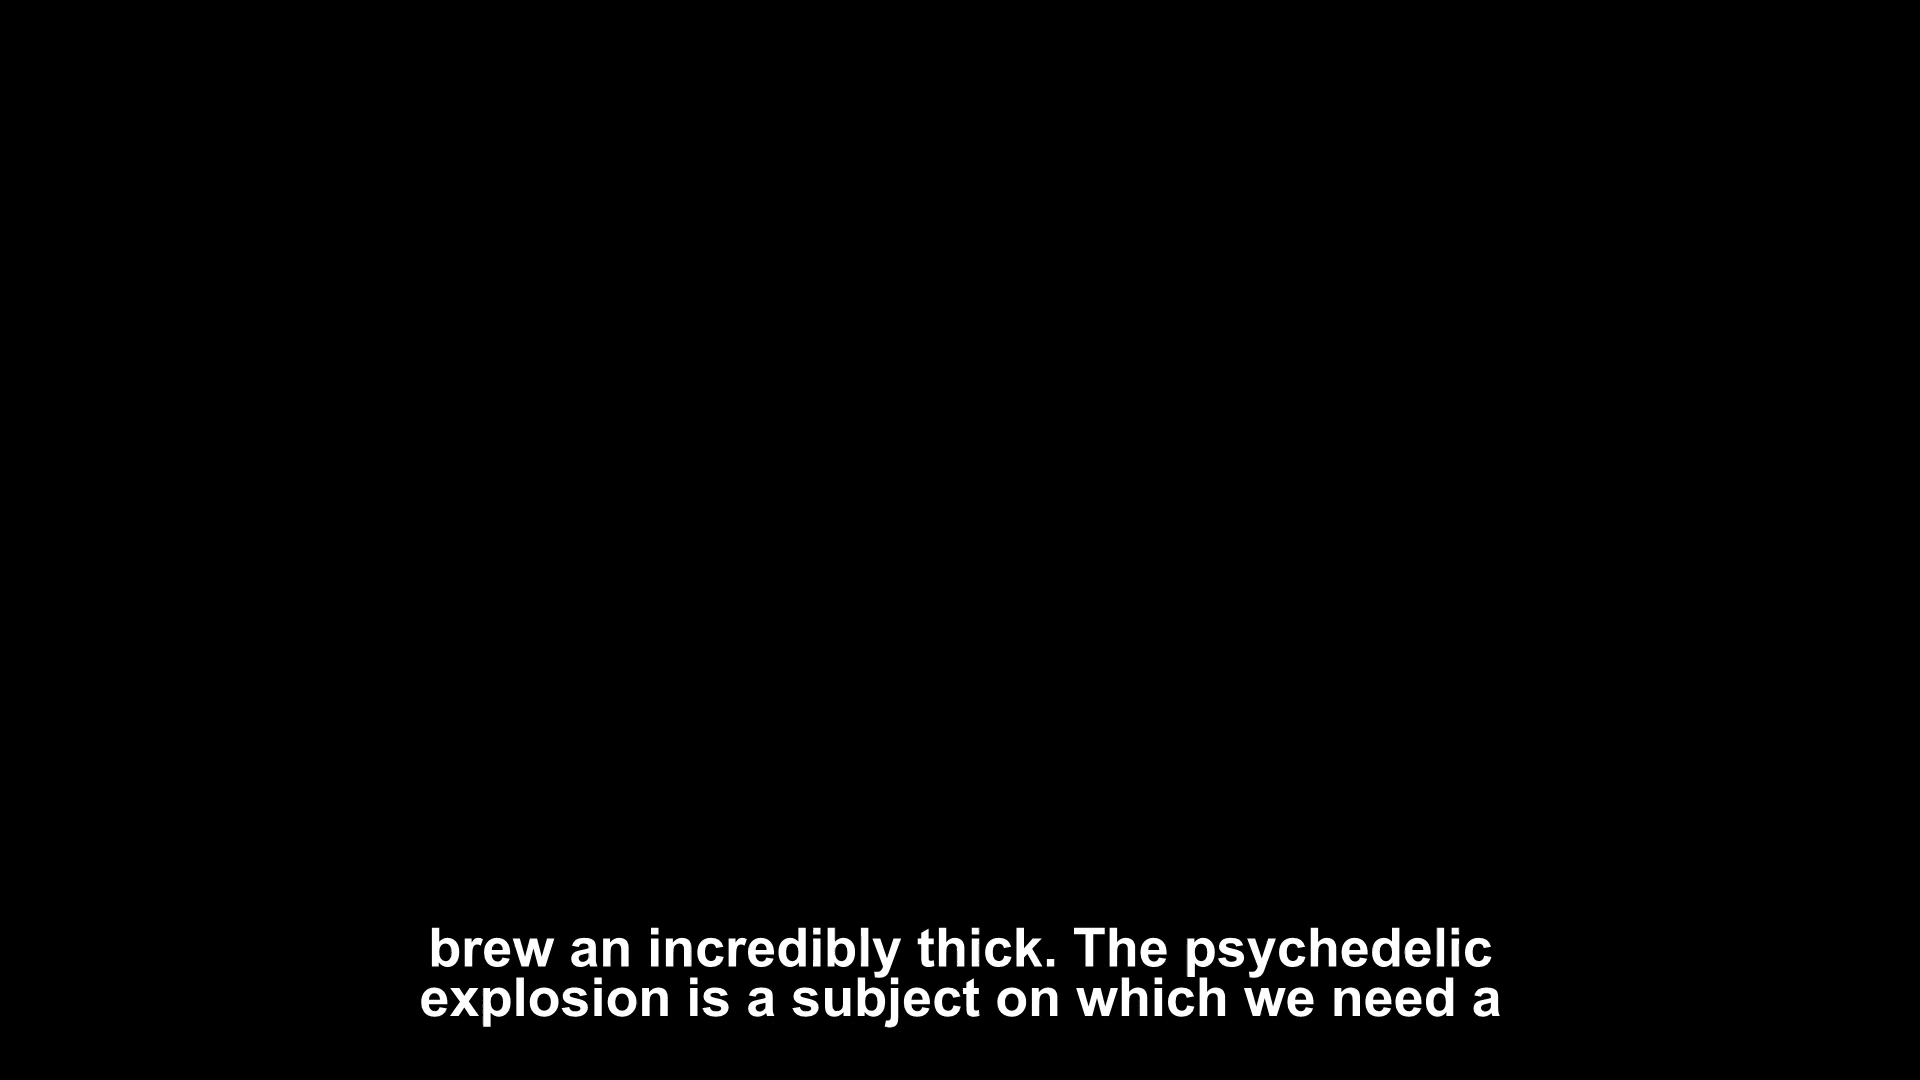 brew an incredibly thick. The psychedelic
explosion is a subject on which we need a